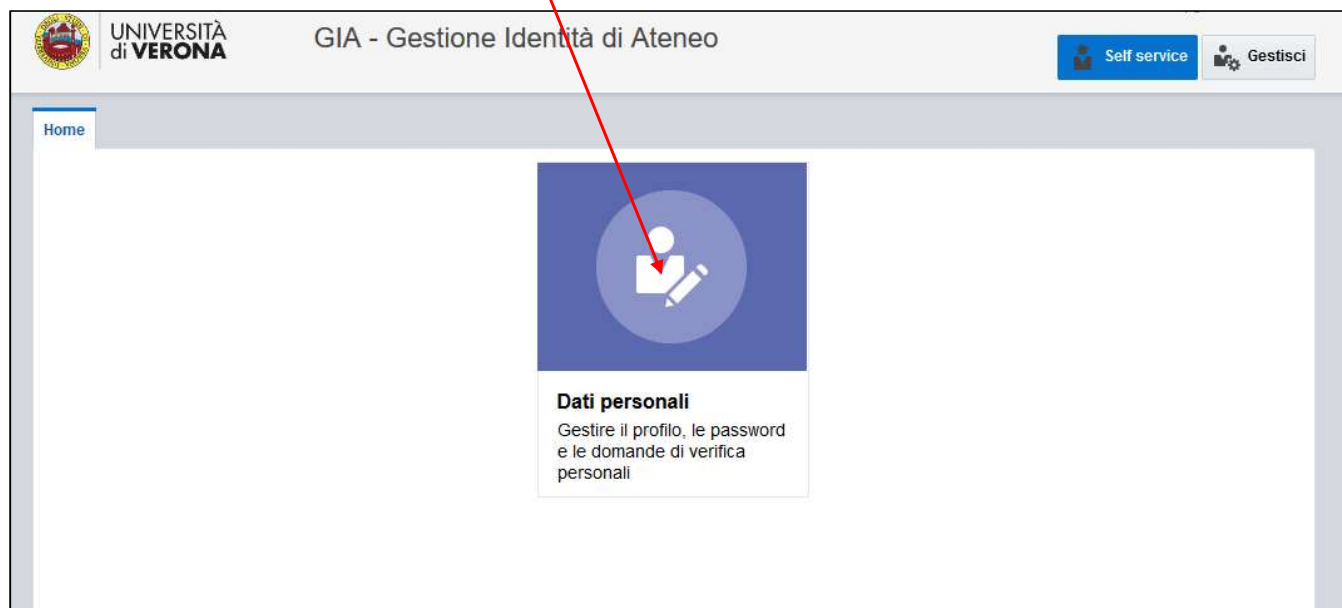 UNIVERSITÀ
di VERONA
GIA - Gestione Identità di Ateneo
Self service
Gestisci
Home
Dati personali
Gestire il profilo, le password
e le domande di verifica
personali